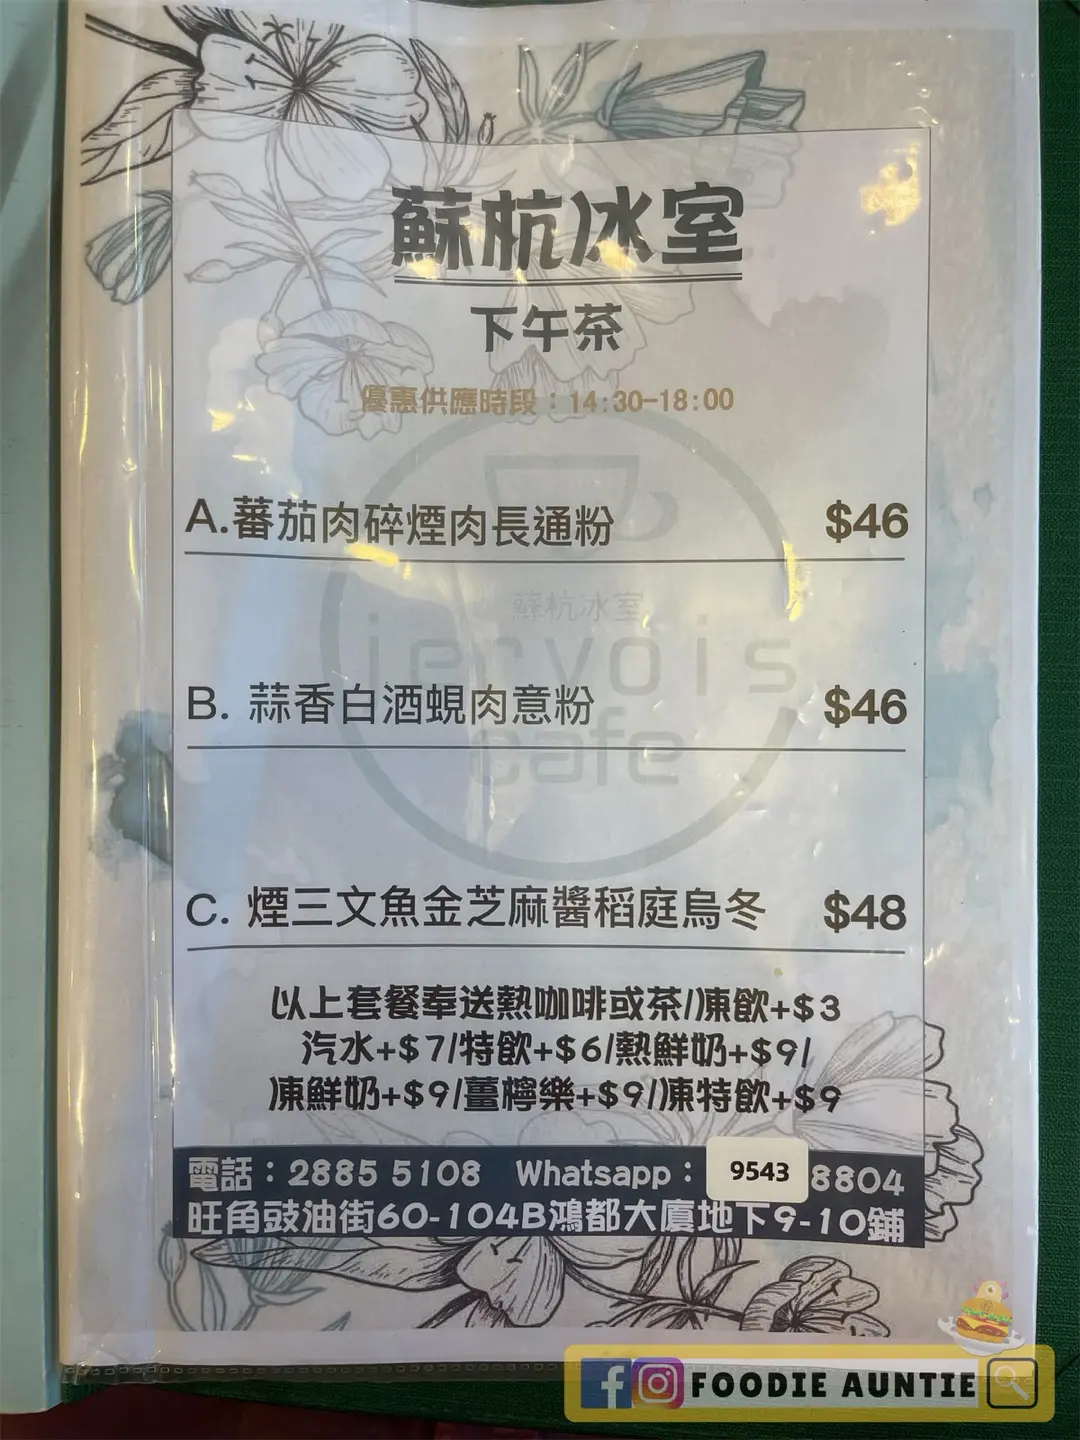 蘇杭冰室
下午茶
優惠供應時段：14:30-18:00
A.蕃茄肉碎煙肉長通粉 $46
蘇杭冰室
jervois
B. 蒜香白酒蜆肉意粉 $46
cafe
C. 煙三文魚金芝麻醬稻庭烏冬 $48
以上套餐奉送熱咖啡或茶/凍飲+$3
汽水+$7/特飲+$6/熱鮮奶+$9/
凍鮮奶+$9/薑檸樂+$9/凍特飲+$9
電話：2885 5108 Whatsapp： 9543 8804
旺角豉油街60-104B鴻都大廈地下9-10鋪
FOODIE AUNTIE